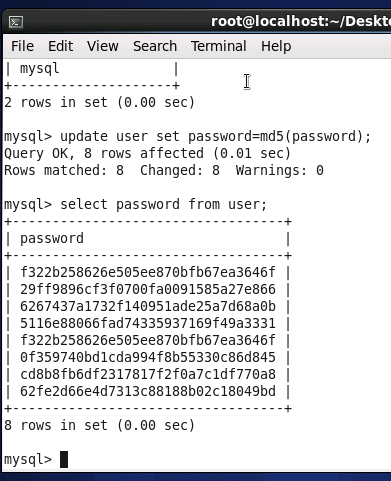 root@localhost:~/Deskto
File Edit View Search Terminal Help
| mysql              |
+--------------------+
2 rows in set (0.00 sec)
mysql> update user set password=md5(password);
Query OK, 8 rows affected (0.01 sec)
Rows matched: 8  Changed: 8  Warnings: 0
mysql> select password from user;
+----------------------------------+
| password                         |
+----------------------------------+
| f322b258626e505ee870bfb67ea3646f |
| 29ff9896cf3f0700fa0091585a27e866 |
| 6267437a1732f140951ade25a7d68a0b |
| 5116e88066fad74335937169f49a3331 |
| f322b258626e505ee870bfb67ea3646f |
| 0f359740bd1cda994f8b55330c86d845 |
| cd8b8fb6df2317817f2f0a7c1df770a8 |
| 62fe2d66e4d7313c88188b02c18049bd |
+----------------------------------+
8 rows in set (0.00 sec)
mysql>